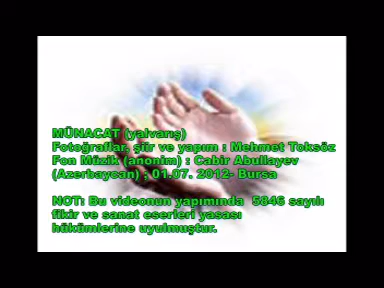 MÜNACAT (yalvarış)
Fotoğraflar, şiir ve yapım : Mehmet Toksöz
Fon Müzik (anonim) : Cabir Abullayev
(Azerbaycan) ; 01.07. 2012- Bursa
NOT: Bu videonun yapımında 5846 sayılı
fikir ve sanat eserleri yasası
hükümlerine uyulmuştur.